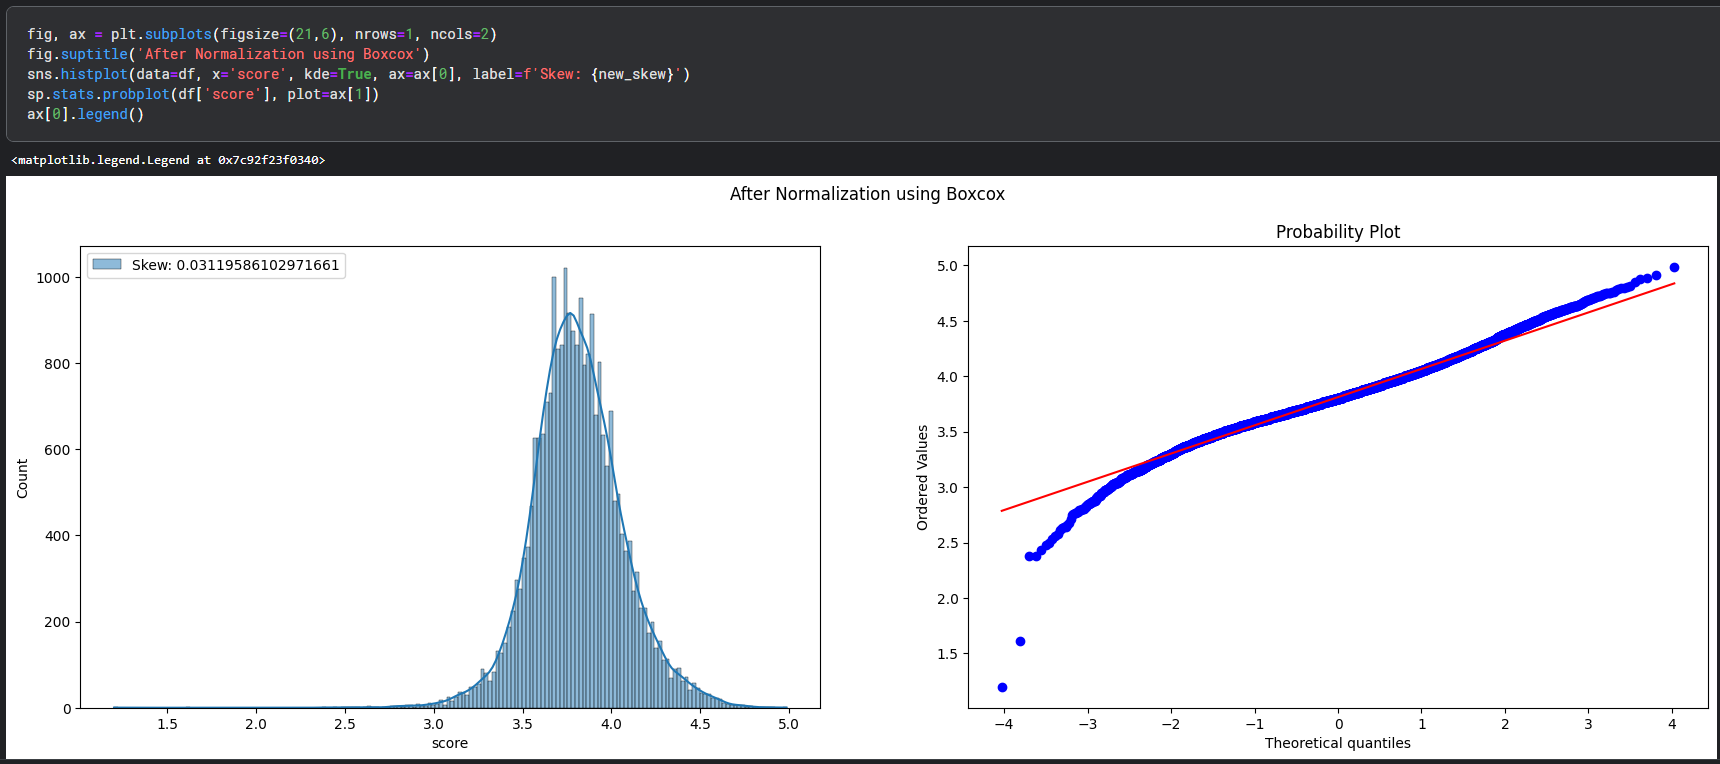 fig, ax = plt.subplots(figsize=(21,6), nrows=1, ncols=2)
fig.suptitle('After Normalization using Boxcox')
sns.histplot(data=df, x='score', kde=True, ax=ax[0], label=f'Skew: {new_skew}')
sp.stats.probplot(df['score'], plot=ax[1])
ax[0].legend()
<matplotlib.legend.Legend at 0x7c92f23f0340>
After Normalization using Boxcox
Skew: 0.03119586102971661
1000
800
600
400
200
0
Count
1.5 2.0 2.5 3.0 3.5 4.0 4.5 5.0
score
Probability Plot
5.0
4.5
4.0
3.5
3.0
2.5
2.0
1.5
Ordered Values
−4 −3 −2 −1 0 1 2 3 4
Theoretical quantiles